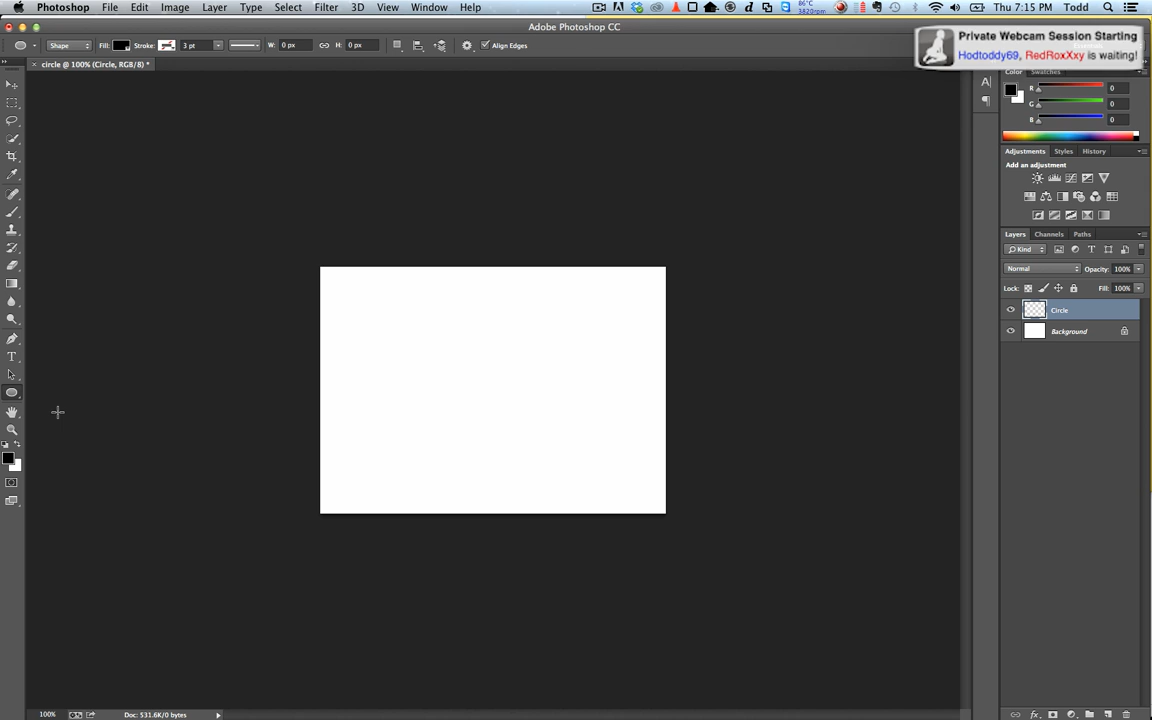 Photoshop File Edit Image Layer Type Select Filter 3D View Window Help
86°C
3820rpm
Thu 7:15 PM Todd
Adobe Photoshop CC
Shape Fill: Stroke: 3 pt W: 0 px H: 0 px Align Edges
Private Webcam Session Starting
Hodtoddy69, RedRoxXxy is waiting!
circle @ 100% (Circle, RGB/8) *
Color Swatches
R 0
G 0
B 0
Adjustments Styles History
Add an adjustment
Layers Channels Paths
Kind
Normal Opacity: 100%
Lock: Fill: 100%
Circle
Background
100% Doc: 531.6K/0 bytes